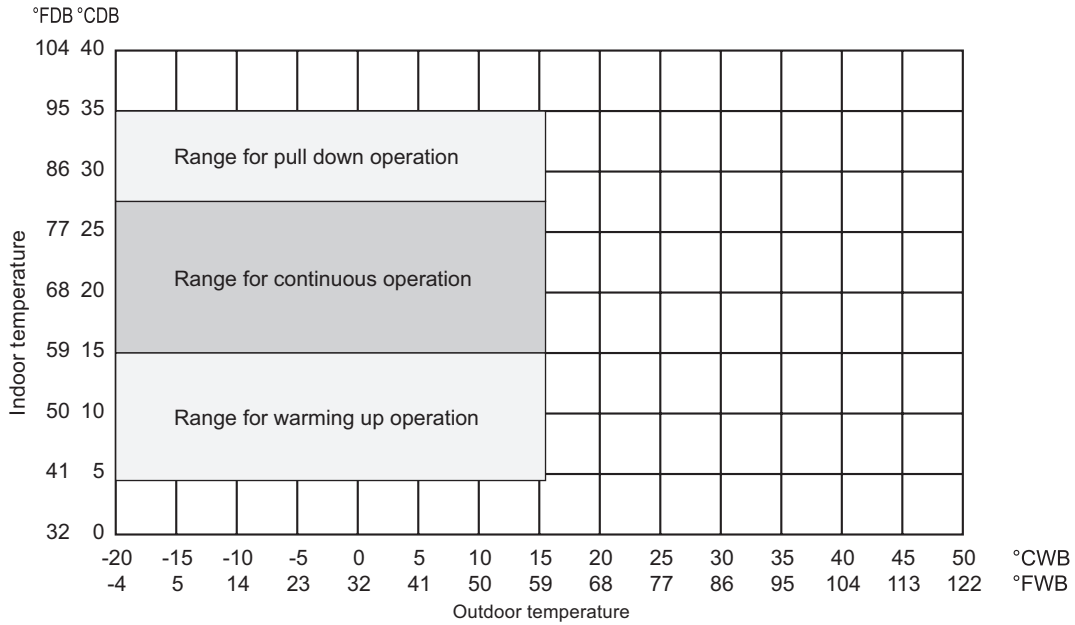 °FDB °CDB
104 40
95 35
Range for pull down operation
86 30
77 25
Indoor temperature
Range for continuous operation
68 20
59 15
50 10
Range for warming up operation
41 5
32 0
-20 -15 -10 -5 0 5 10 15 20 25 30 35 40 45 50 °CWB
-4 5 14 23 32 41 50 59 68 77 86 95 104 113 122 °FWB
Outdoor temperature